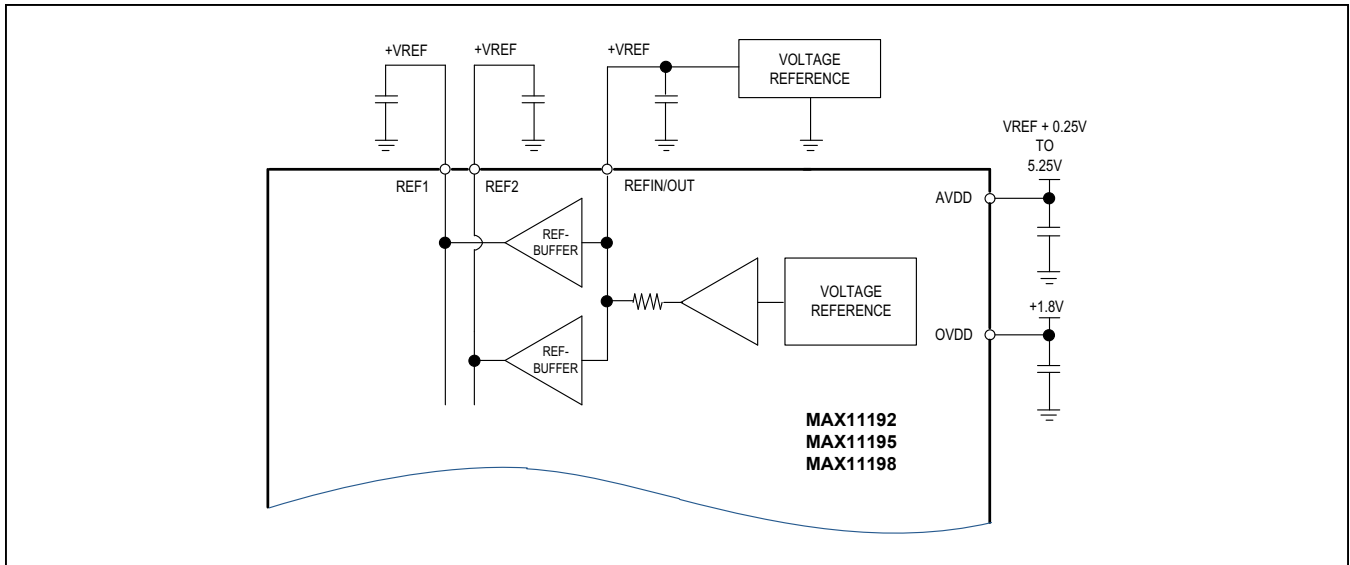 +VREF
+VREF
+VREF
VOLTAGE
REFERENCE
VREF + 0.25V
TO
5.25V
REF1
REF2
REFIN/OUT
AVDD
REF-
BUFFER
VOLTAGE
REFERENCE
+1.8V
OVDD
REF-
BUFFER
MAX11192
MAX11195
MAX11198